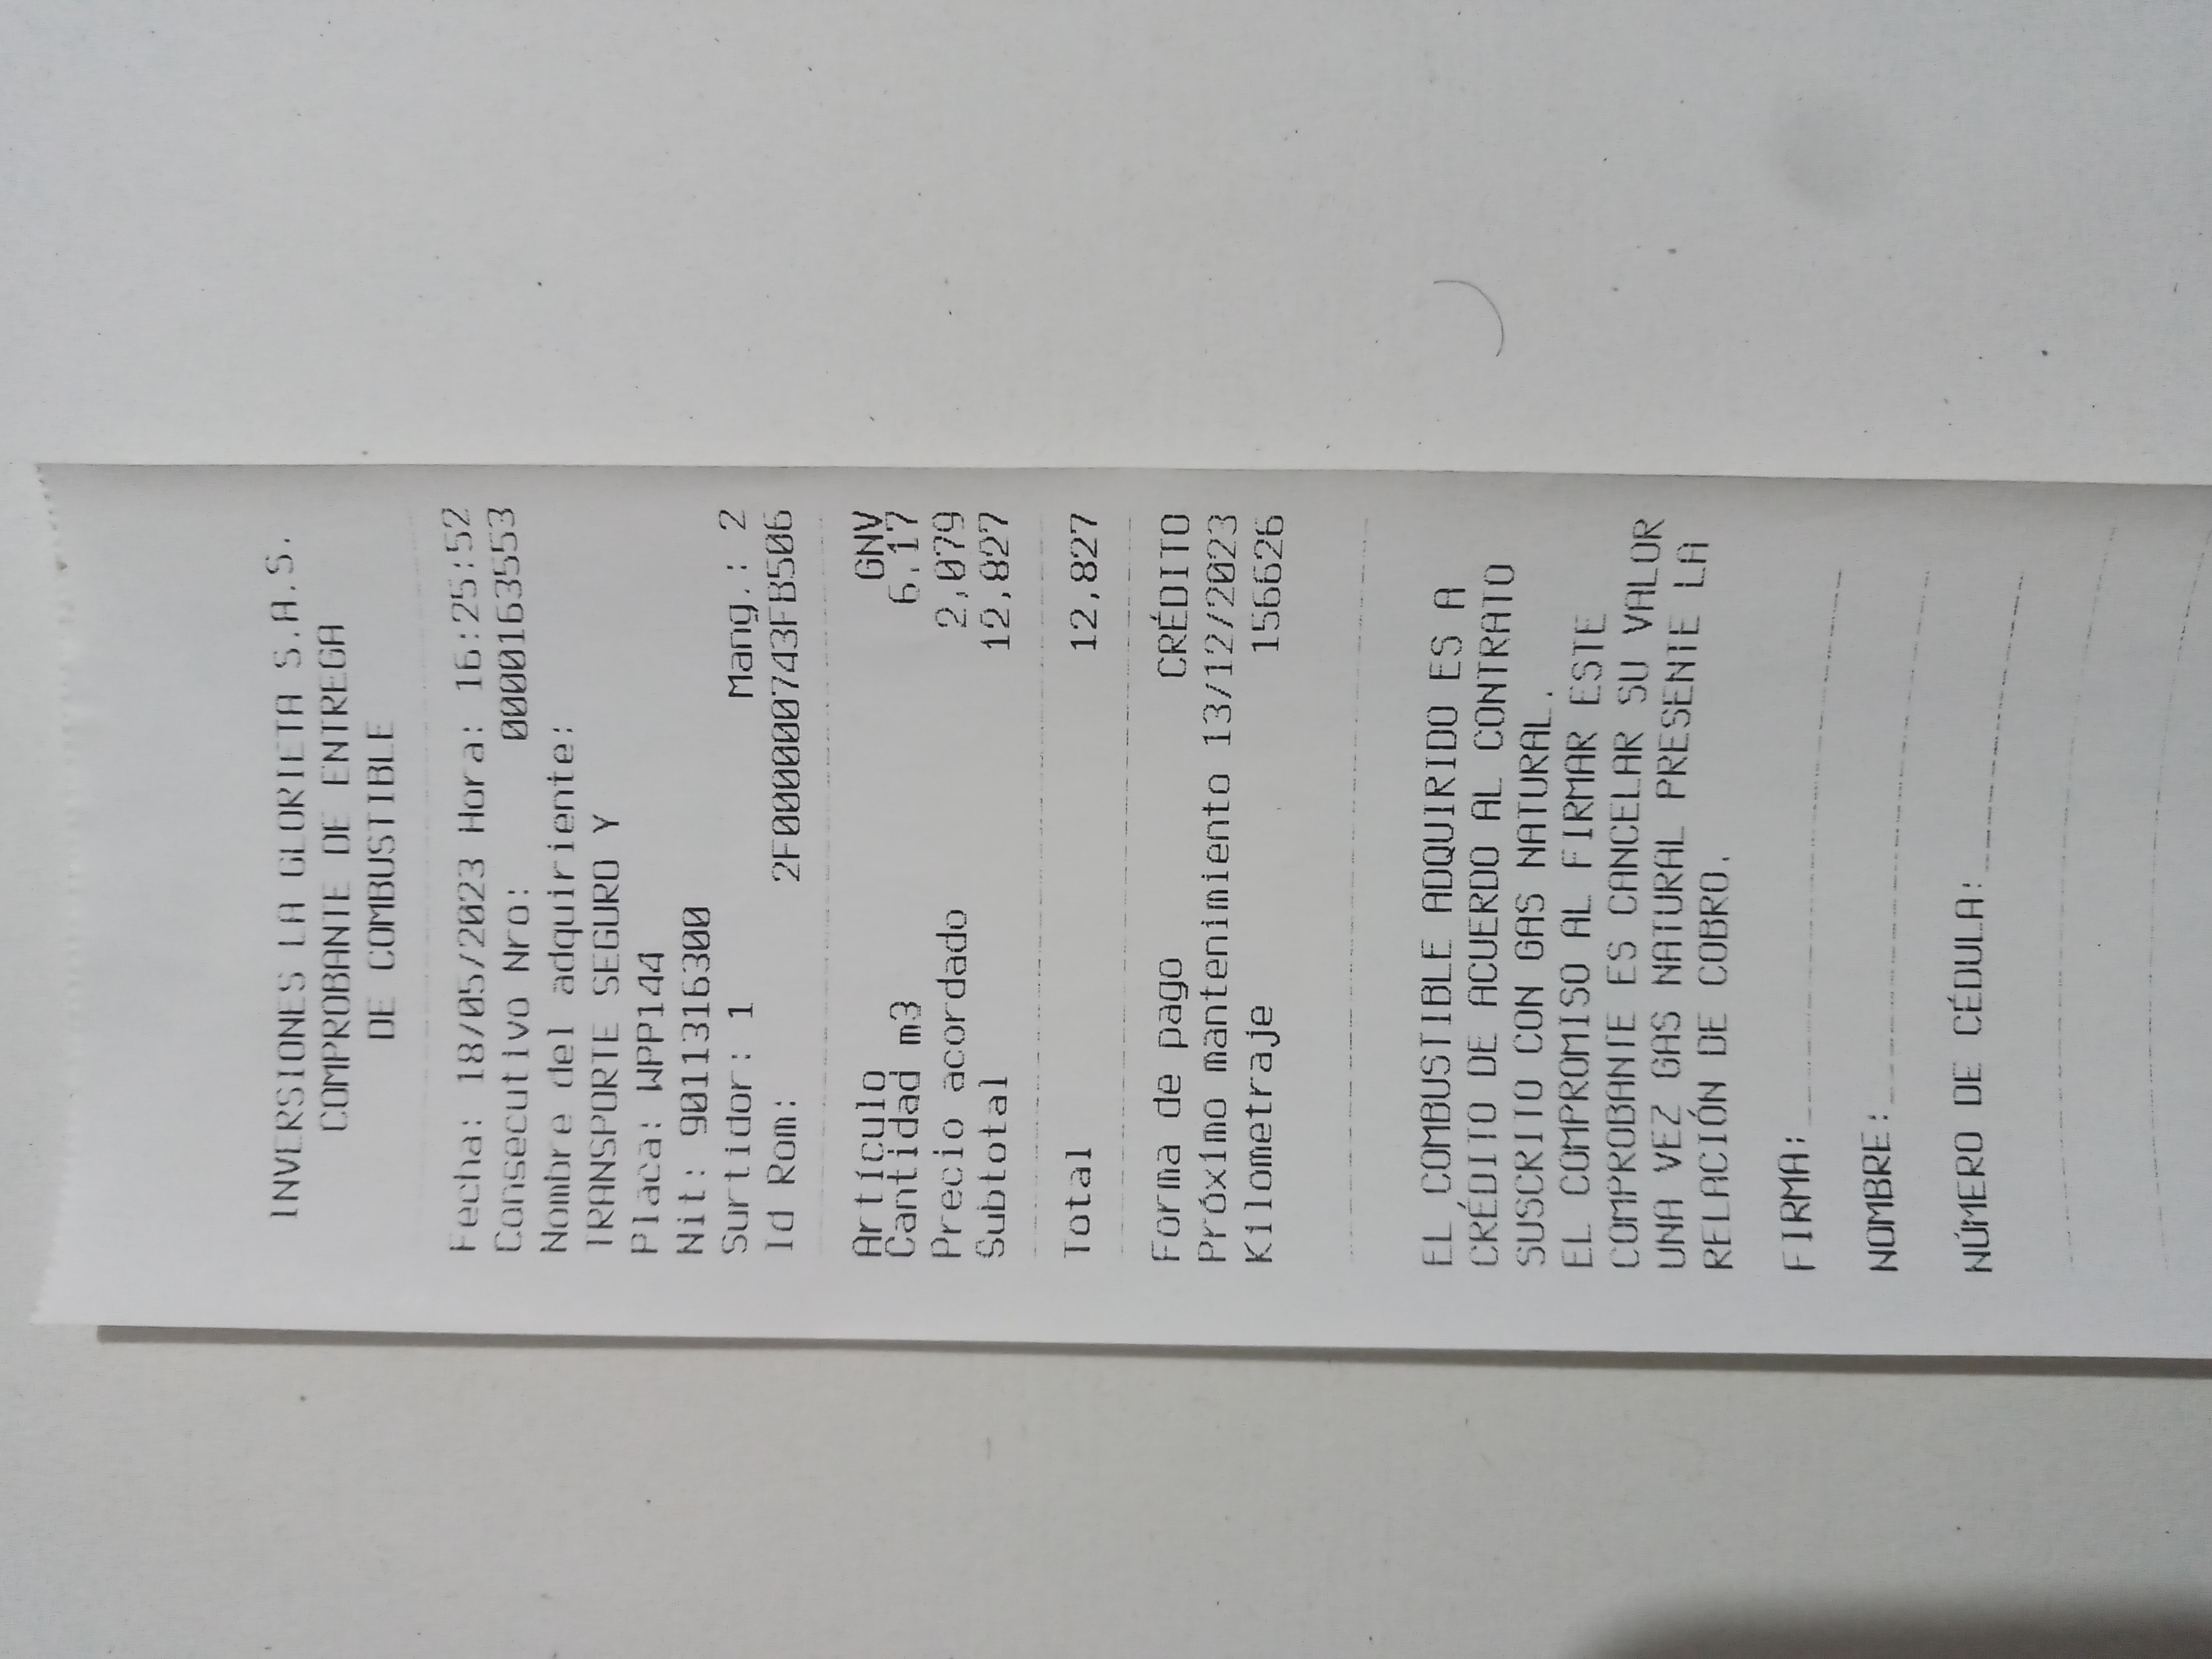 INVERSIONES LA GLORIETA S.A.S.
COMPROBANTE DE ENTREGA
DE COMBUSTIBLE
Fecha: 18/05/2023 Hora: 16:25:52
Consecutivo Nro: 0000163553
Nombre del adquiriente:
TRANSPORTE SEGURO Y
Placa: WPP144
Nit: 9011316300
Surtidor: 1 Mang.: 2
Id Rom: 2F00000743FB506
Artículo GNV
Cantidad m3 6.17
Precio acordado 2,079
Subtotal 12,827
Total 12,827
Forma de pago CRÉDITO
Próximo mantenimiento 13/12/2023
Kilometraje 156626
EL COMBUSTIBLE ADQUIRIDO ES A
CRÉDITO DE ACUERDO AL CONTRATO
SUSCRITO CON GAS NATURAL.
EL COMPROMISO AL FIRMAR ESTE
COMPROBANTE ES CANCELAR SU VALOR
UNA VEZ GAS NATURAL PRESENTE LA
RELACIÓN DE COBRO.
FIRMA:
NOMBRE:
NÚMERO DE CÉDULA: